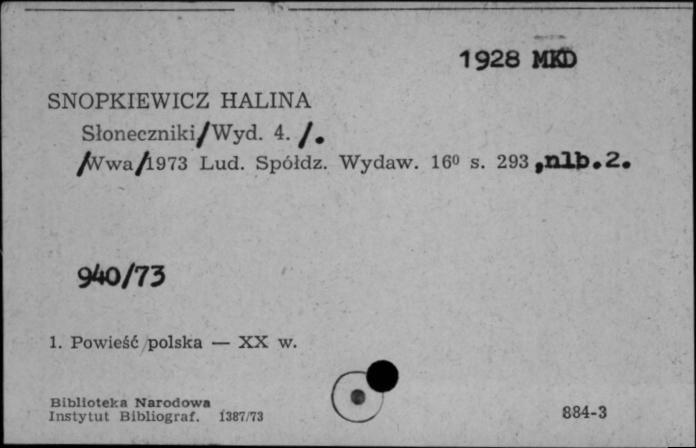 1928 MKD
SNOPKIEWICZ HALINA
Słoneczniki/Wyd. 4. /.
/Wwa/1973 Lud. Spółdz. Wydaw. 16⁰ s. 293,nlb.2.
940/73
1. Powieść polska — XX w.
Biblioteka Narodowa
Instytut Bibliograf. 1387/73
884-3